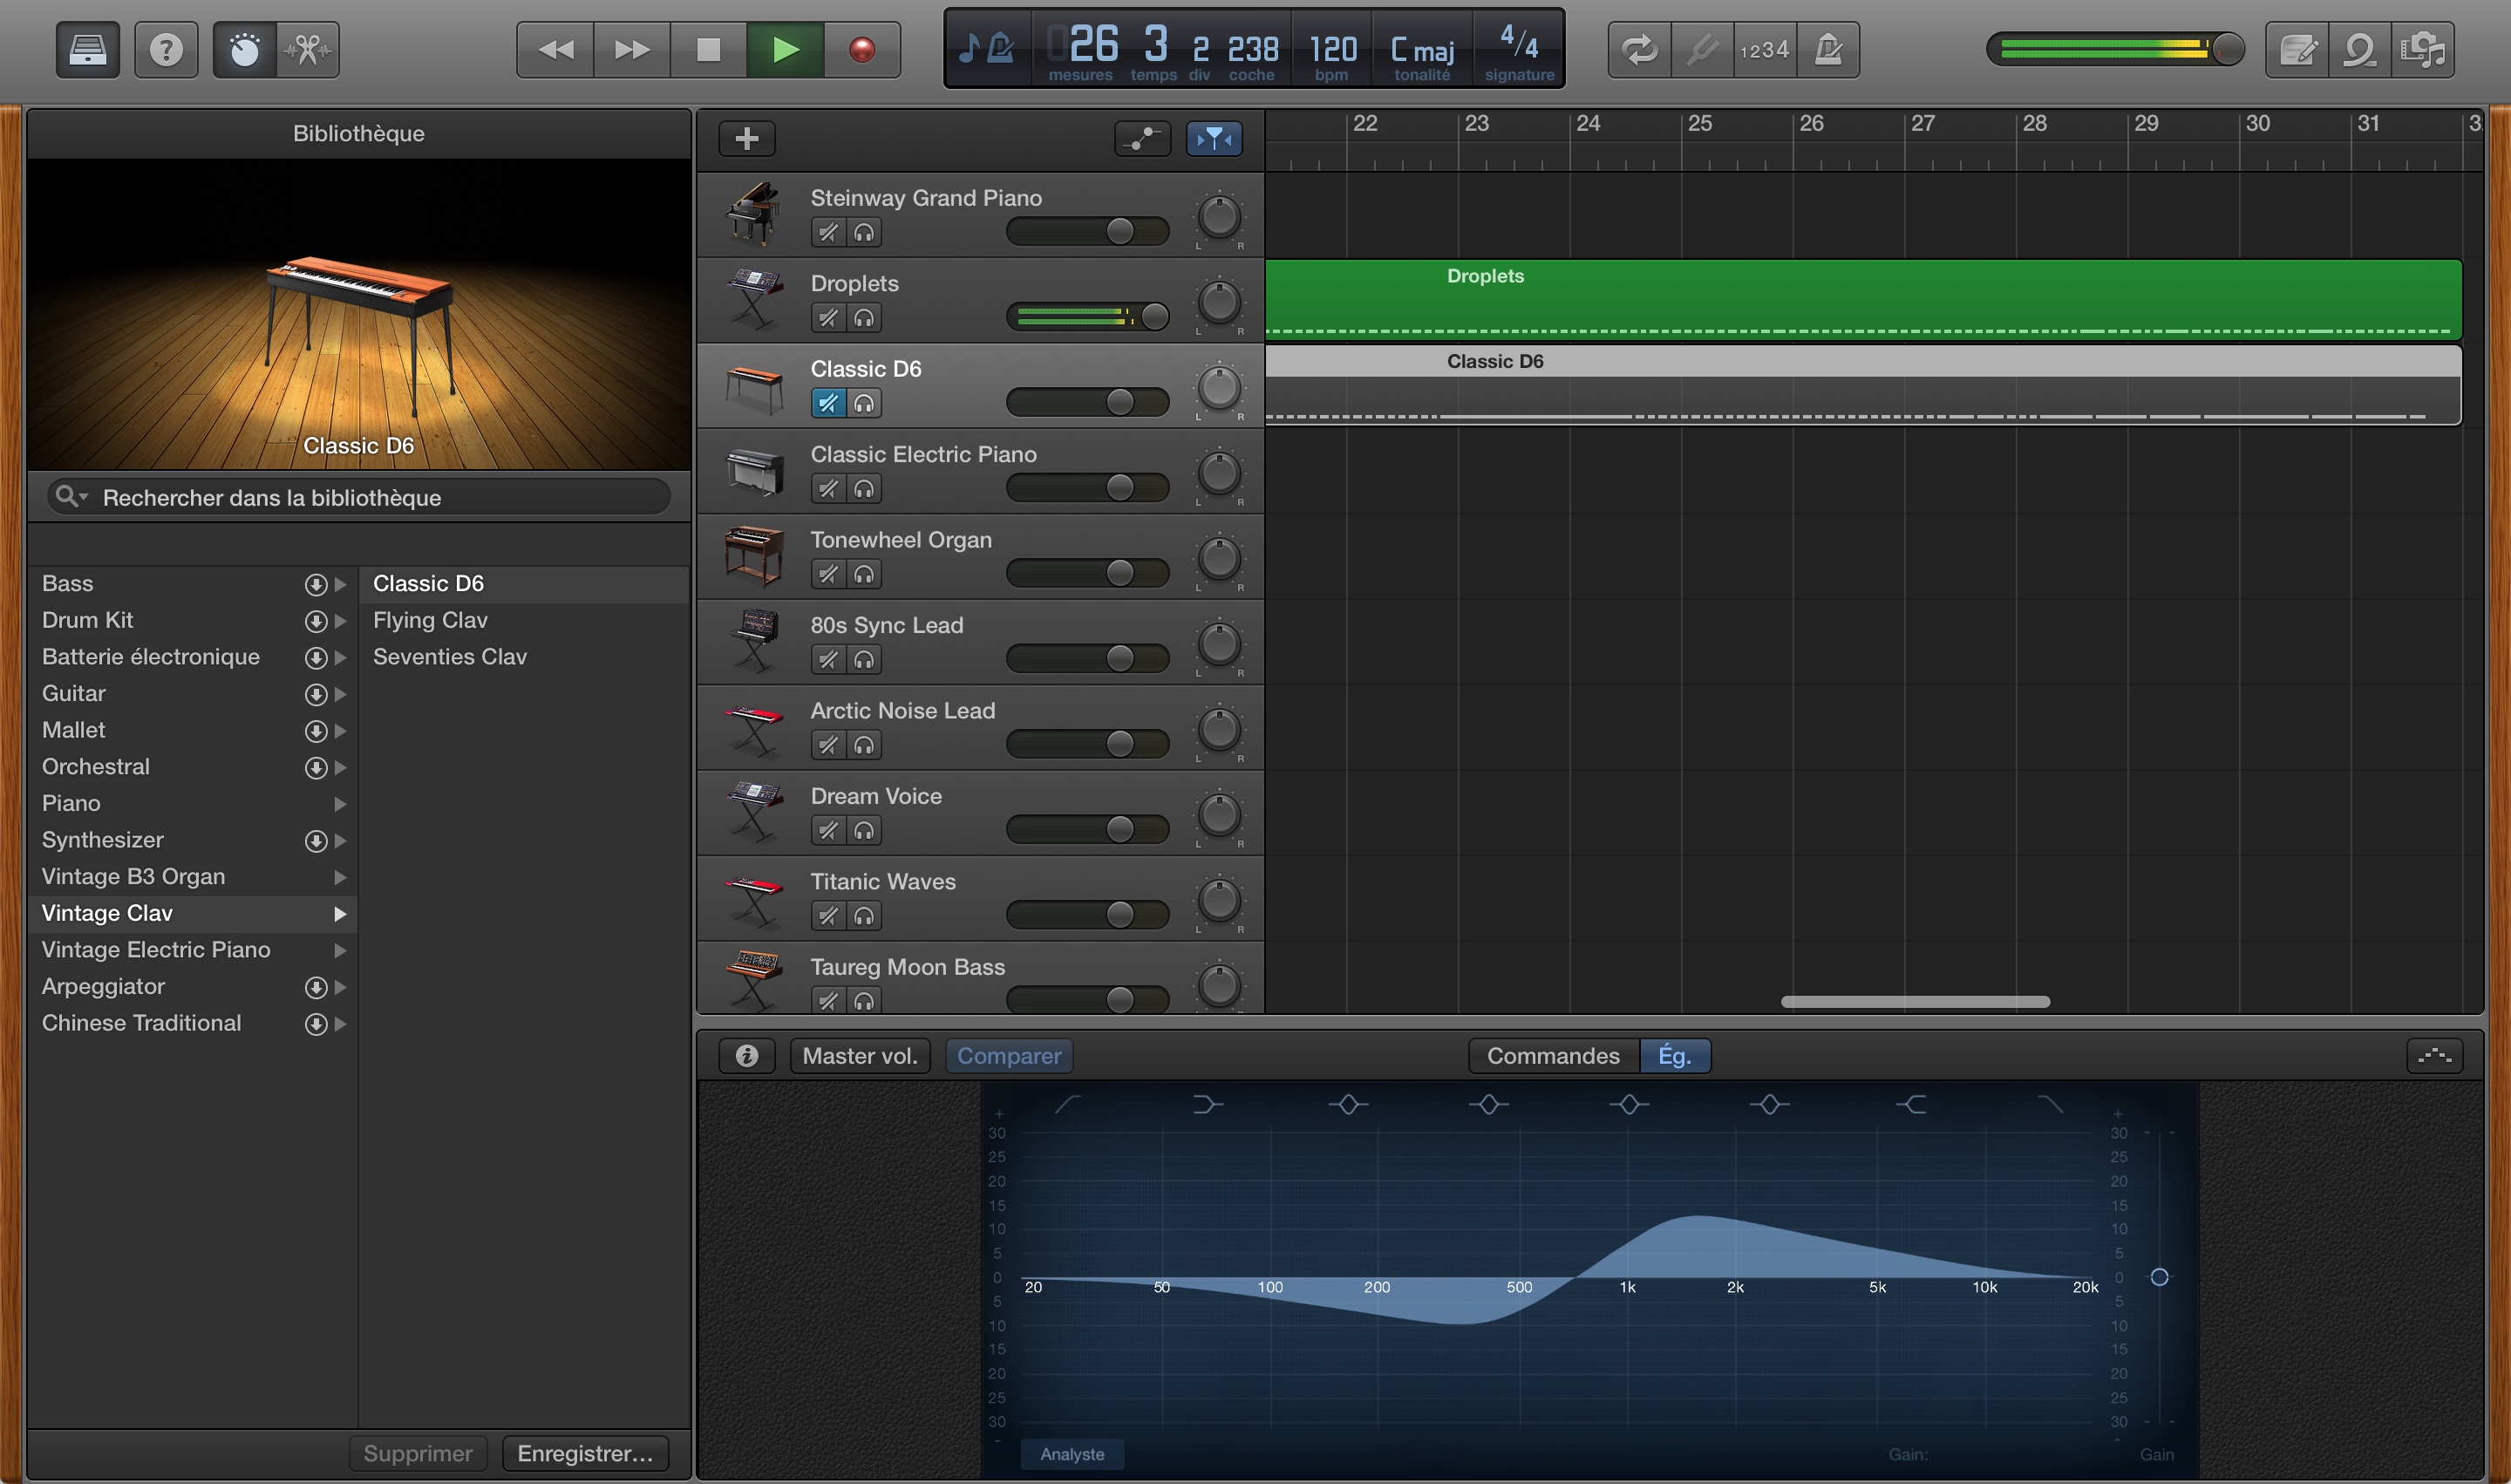 026 3 2 238 120 C maj 4/4
mesures temps div coche bpm tonalité signature
1234
Bibliothèque
Classic D6
Rechercher dans la bibliothèque
Bass
Drum Kit
Batterie électronique
Guitar
Mallet
Orchestral
Piano
Synthesizer
Vintage B3 Organ
Vintage Clav
Vintage Electric Piano
Arpeggiator
Chinese Traditional
Classic D6
Flying Clav
Seventies Clav
Supprimer Enregistrer...
22 23 24 25 26 27 28 29 30 31
Steinway Grand Piano
L R
Droplets
L R
Classic D6
L R
Classic Electric Piano
L R
Tonewheel Organ
L R
80s Sync Lead
L R
Arctic Noise Lead
L R
Dream Voice
L R
Titanic Waves
L R
Taureg Moon Bass
L R
Droplets
Classic D6
Master vol. Comparer Commandes Ég.
+ +
30 30
25 25
20 20
15 15
10 10
5 5
0 0
20 50 100 200 500 1k 2k 5k 10k 20k
5 5
10 10
15 15
20 20
25 25
30 30
- -
Analyste Gain: Gain